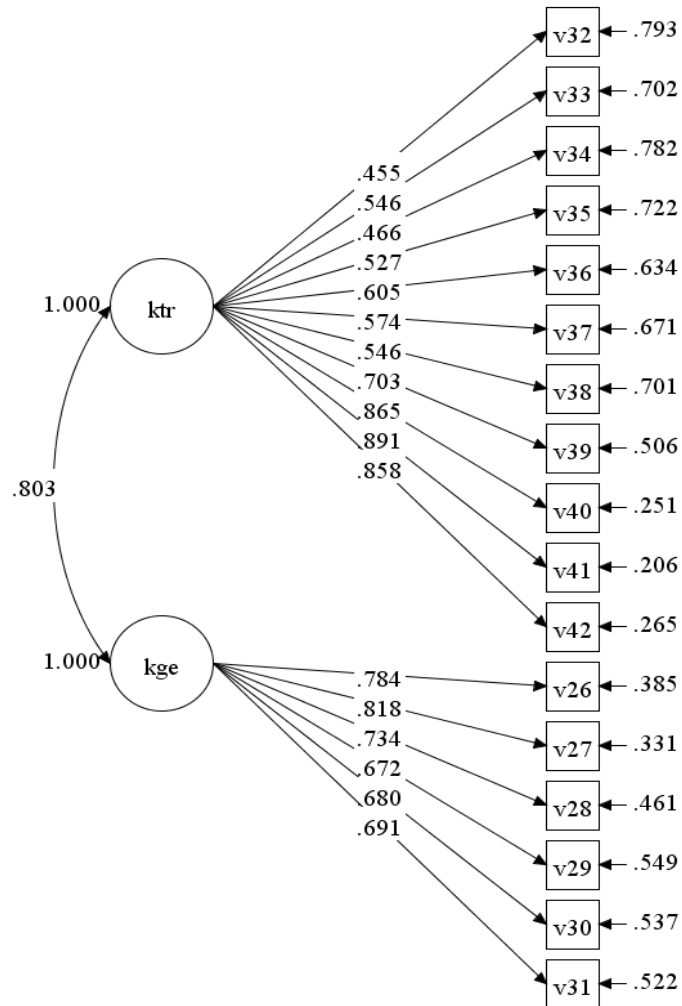 v32 .793
v33 .702
v34 .782
v35 .722
v36 .634
v37 .671
v38 .701
v39 .506
v40 .251
v41 .206
v42 .265
.455
.546
.466
.527
.605
.574
.546
.703
.865
.891
.858
1.000 ktr
.803
1.000 kge
.784
.818
.734
.672
.680
.691
v26 .385
v27 .331
v28 .461
v29 .549
v30 .537
v31 .522